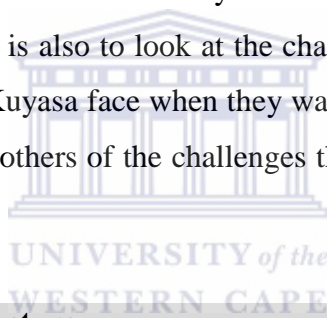 is also to look at the cha
Kuyasa face when they wa
others of the challenges th
UNIVERSITY of the
WESTERN CAPE